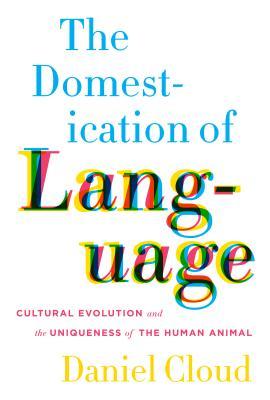 The
Domest-
ication of
Lang-
uage
CULTURAL EVOLUTION and
the UNIQUENESS of THE HUMAN ANIMAL
Daniel Cloud